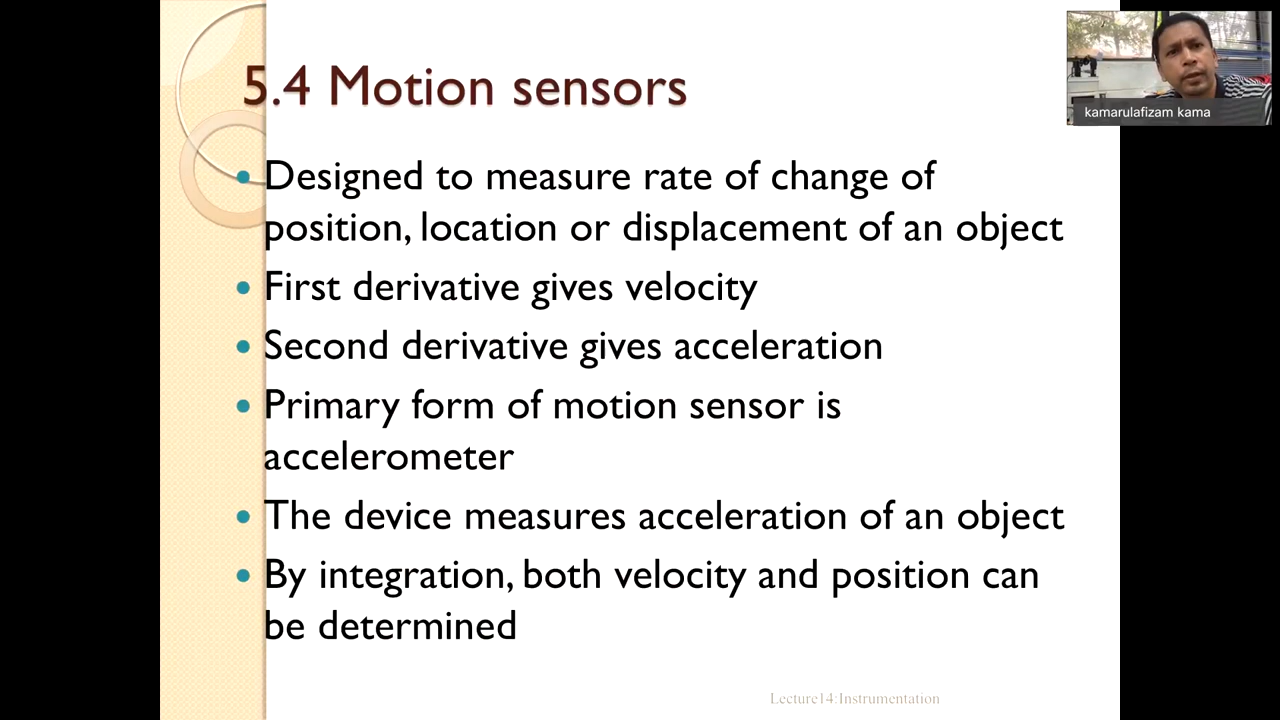 5.4 Motion sensors
kamarulafizam kama
Designed to measure rate of change of
position, location or displacement of an object
First derivative gives velocity
Second derivative gives acceleration
Primary form of motion sensor is
accelerometer
The device measures acceleration of an object
By integration, both velocity and position can
be determined
Lecture14:Instrumentation